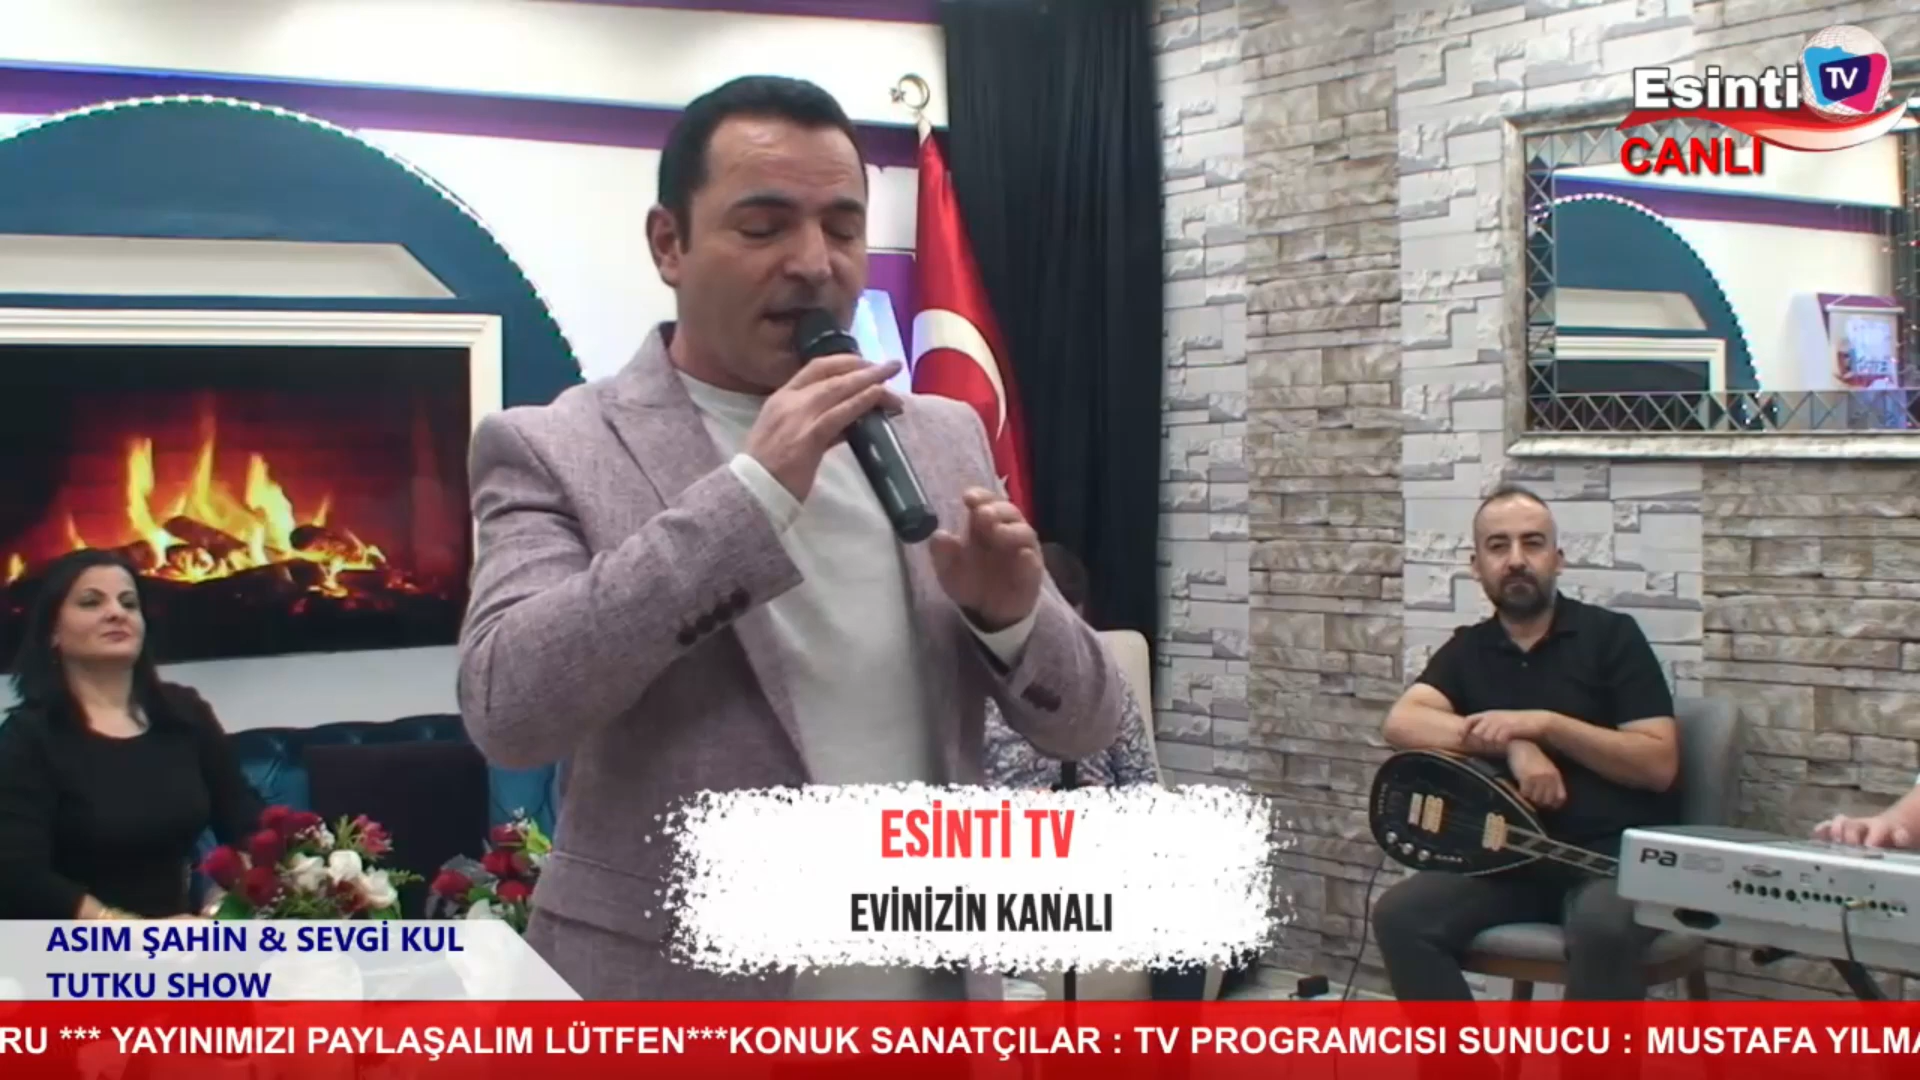 Esinti TV
CANLI
ESİNTİ TV
EVİNİZİN KANALI
Pa50
ASIM ŞAHİN & SEVGİ KUL
TUTKU SHOW
RU *** YAYINIMIZI PAYLAŞALIM LÜTFEN***KONUK SANATÇILAR : TV PROGRAMCISI SUNUCU : MUSTAFA YILMA